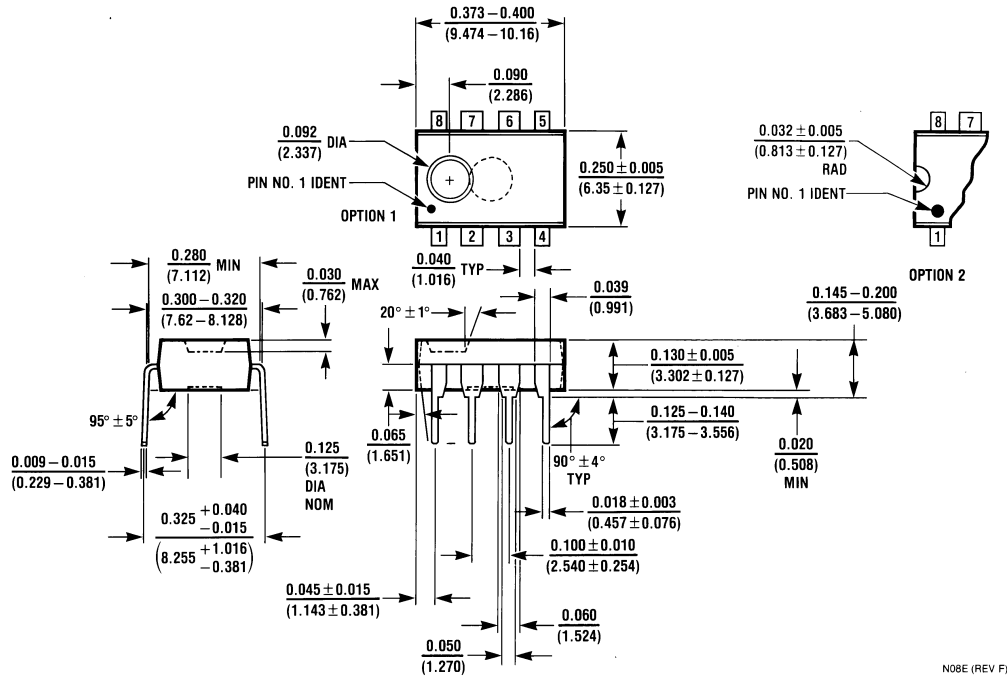 0.373 – 0.400
(9.474 – 10.16)
0.090
(2.286)
8 7 6 5
0.092 DIA
(2.337)
PIN NO. 1 IDENT
OPTION 1
0.250 ± 0.005
(6.35 ± 0.127)
1 2 3 4
0.032 ± 0.005
(0.813 ± 0.127)
RAD
PIN NO. 1 IDENT
8 7
1
OPTION 2
0.280 MIN
(7.112)
0.300 – 0.320
(7.62 – 8.128)
0.030 MAX
(0.762)
0.040 TYP
(1.016)
20° ± 1°
0.039
(0.991)
0.145 – 0.200
(3.683 – 5.080)
0.130 ± 0.005
(3.302 ± 0.127)
95° ± 5°
0.009 – 0.015
(0.229 – 0.381)
0.125
(3.175)
DIA
NOM
0.065
(1.651)
0.125 – 0.140
(3.175 – 3.556)
90° ± 4°
TYP
0.020
(0.508)
MIN
0.325 +0.040
−0.015
(8.255 +1.016
−0.381)
0.018 ± 0.003
(0.457 ± 0.076)
0.100 ± 0.010
(2.540 ± 0.254)
0.045 ± 0.015
(1.143 ± 0.381)
0.060
(1.524)
0.050
(1.270)
N08E (REV F)